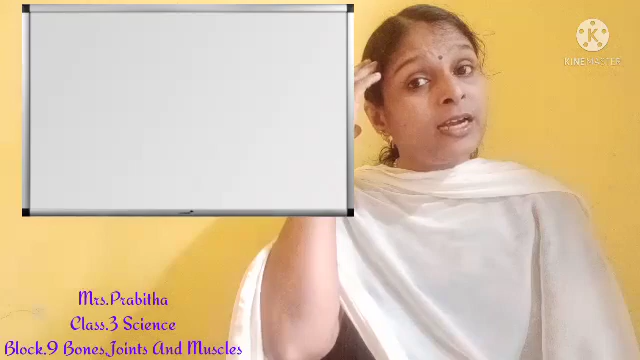 K
KINEMASTER
Mrs.Prabitha
Class.3 Science
Block.9 Bones,Joints And Muscles